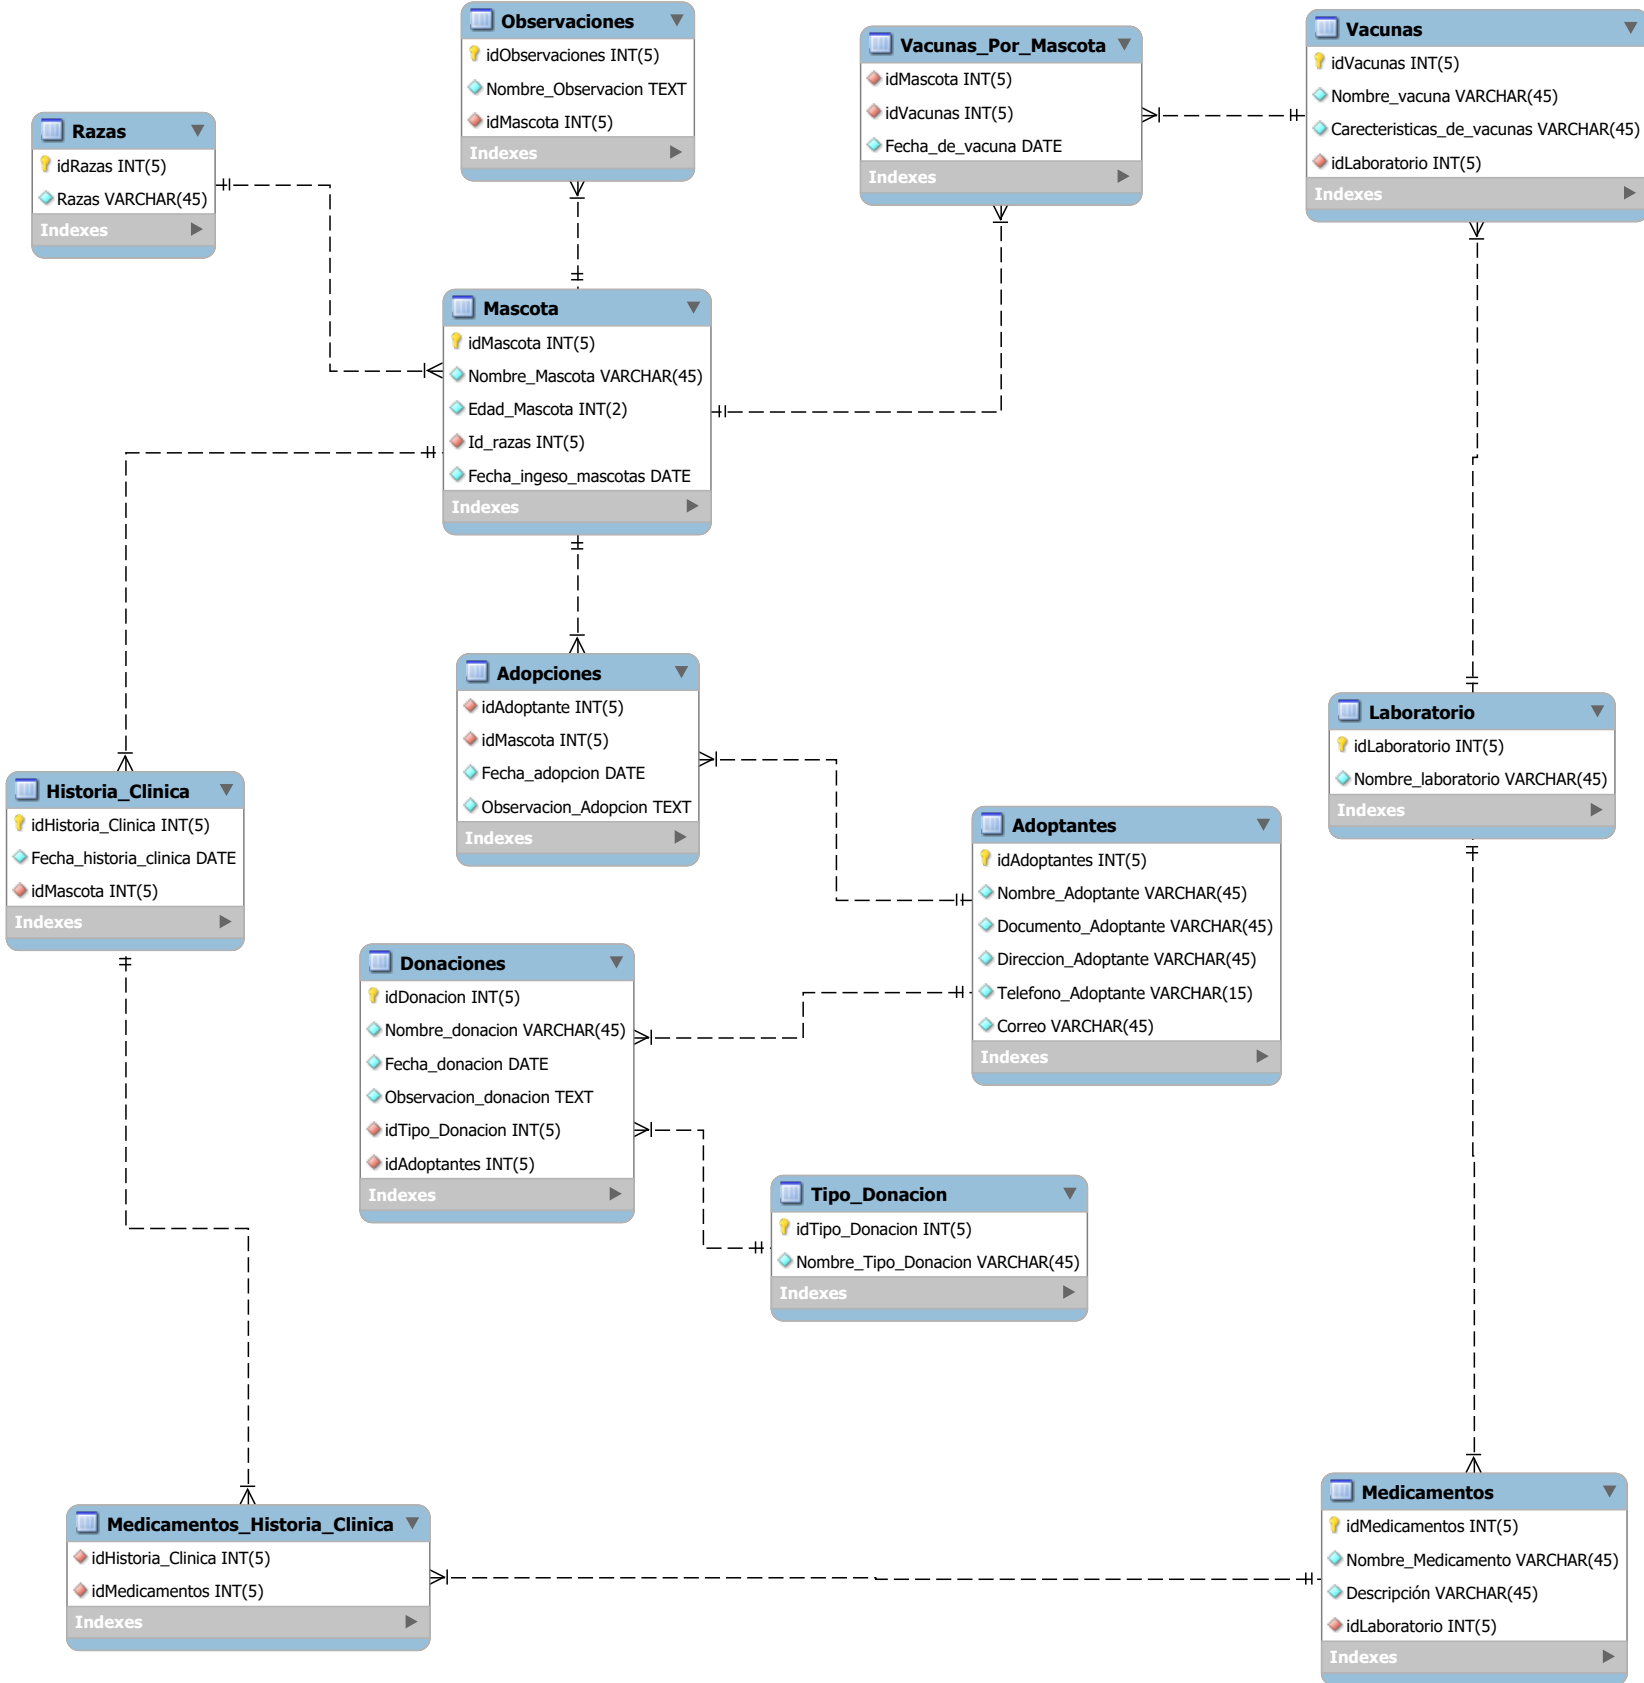 Observaciones
idObservaciones INT(5)
Nombre_Observacion TEXT
idMascota INT(5)
Indexes
Vacunas_Por_Mascota
idMascota INT(5)
idVacunas INT(5)
Fecha_de_vacuna DATE
Indexes
Vacunas
idVacunas INT(5)
Nombre_vacuna VARCHAR(45)
Carecteristicas_de_vacunas VARCHAR(45)
idLaboratorio INT(5)
Indexes
Razas
idRazas INT(5)
Razas VARCHAR(45)
Indexes
Mascota
idMascota INT(5)
Nombre_Mascota VARCHAR(45)
Edad_Mascota INT(2)
Id_razas INT(5)
Fecha_ingeso_mascotas DATE
Indexes
Adopciones
idAdoptante INT(5)
idMascota INT(5)
Fecha_adopcion DATE
Observacion_Adopcion TEXT
Indexes
Laboratorio
idLaboratorio INT(5)
Nombre_laboratorio VARCHAR(45)
Indexes
Historia_Clinica
idHistoria_Clinica INT(5)
Fecha_historia_clinica DATE
idMascota INT(5)
Indexes
Adoptantes
idAdoptantes INT(5)
Nombre_Adoptante VARCHAR(45)
Documento_Adoptante VARCHAR(45)
Direccion_Adoptante VARCHAR(45)
Telefono_Adoptante VARCHAR(15)
Correo VARCHAR(45)
Indexes
Donaciones
idDonacion INT(5)
Nombre_donacion VARCHAR(45)
Fecha_donacion DATE
Observacion_donacion TEXT
idTipo_Donacion INT(5)
idAdoptantes INT(5)
Indexes
Tipo_Donacion
idTipo_Donacion INT(5)
Nombre_Tipo_Donacion VARCHAR(45)
Indexes
Medicamentos_Historia_Clinica
idHistoria_Clinica INT(5)
idMedicamentos INT(5)
Indexes
Medicamentos
idMedicamentos INT(5)
Nombre_Medicamento VARCHAR(45)
Descripción VARCHAR(45)
idLaboratorio INT(5)
Indexes